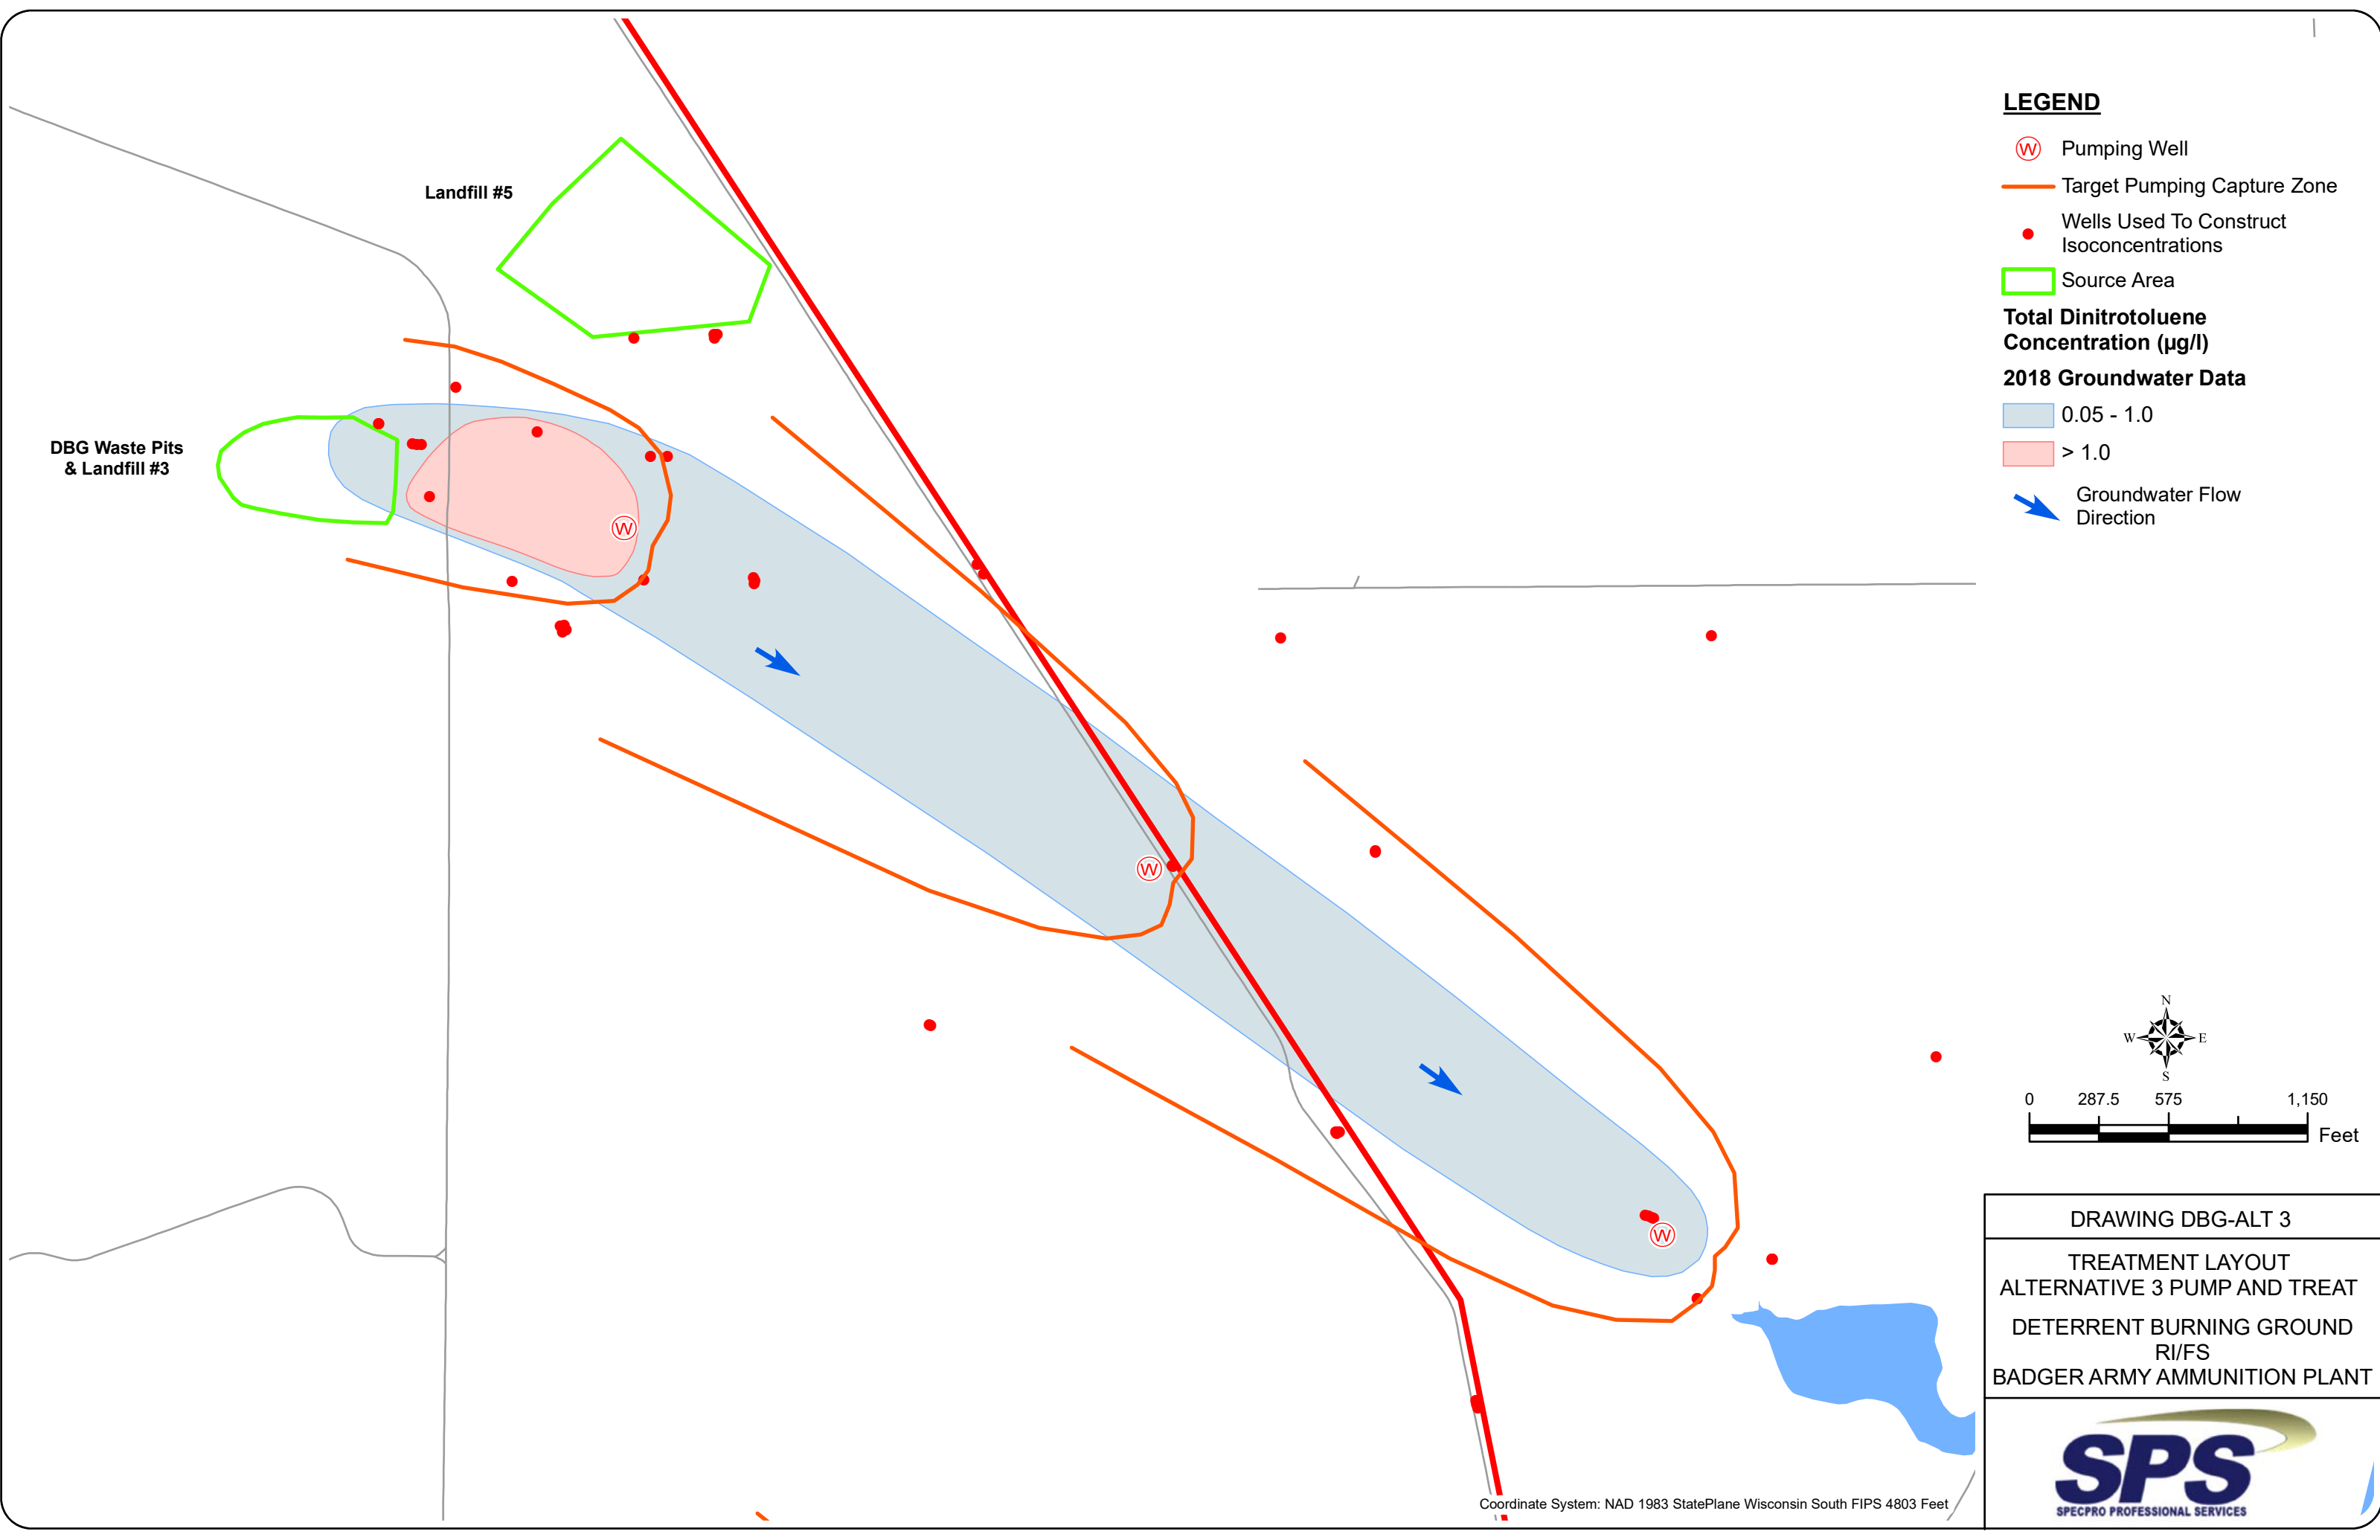 Landfill #5
DBG Waste Pits
& Landfill #3
W
W
W
LEGEND
W Pumping Well
Target Pumping Capture Zone
Wells Used To Construct
Isoconcentrations
Source Area
Total Dinitrotoluene
Concentration (µg/l)
2018 Groundwater Data
0.05 - 1.0
> 1.0
Groundwater Flow
Direction
N
W E
S
0 287.5 575 1,150
Feet
DRAWING DBG-ALT 3
TREATMENT LAYOUT
ALTERNATIVE 3 PUMP AND TREAT
DETERRENT BURNING GROUND
RI/FS
BADGER ARMY AMMUNITION PLANT
SPS
SPECPRO PROFESSIONAL SERVICES
Coordinate System: NAD 1983 StatePlane Wisconsin South FIPS 4803 Feet